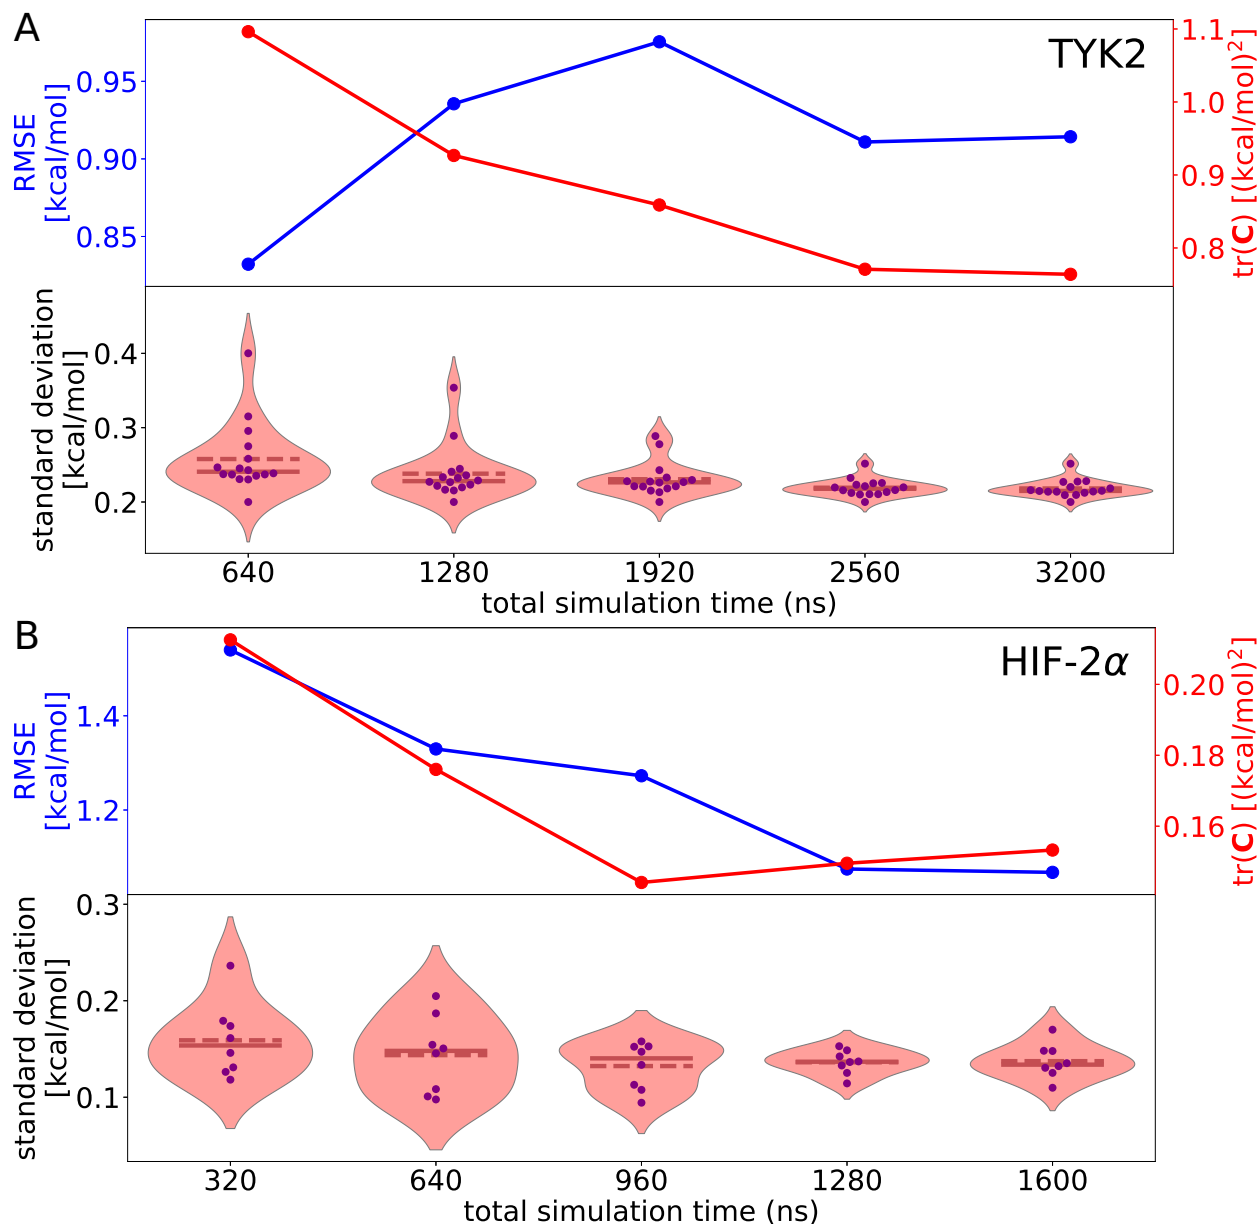 A
TYK2
RMSE
[kcal/mol]
0.95
0.90
0.85
1.1
1.0
0.9
0.8
tr(C) [(kcal/mol)²]
standard deviation
[kcal/mol]
0.4
0.3
0.2
640 1280 1920 2560 3200
total simulation time (ns)
B
HIF-2α
RMSE
[kcal/mol]
1.4
1.2
0.20
0.18
0.16
tr(C) [(kcal/mol)²]
standard deviation
[kcal/mol]
0.3
0.2
0.1
320 640 960 1280 1600
total simulation time (ns)